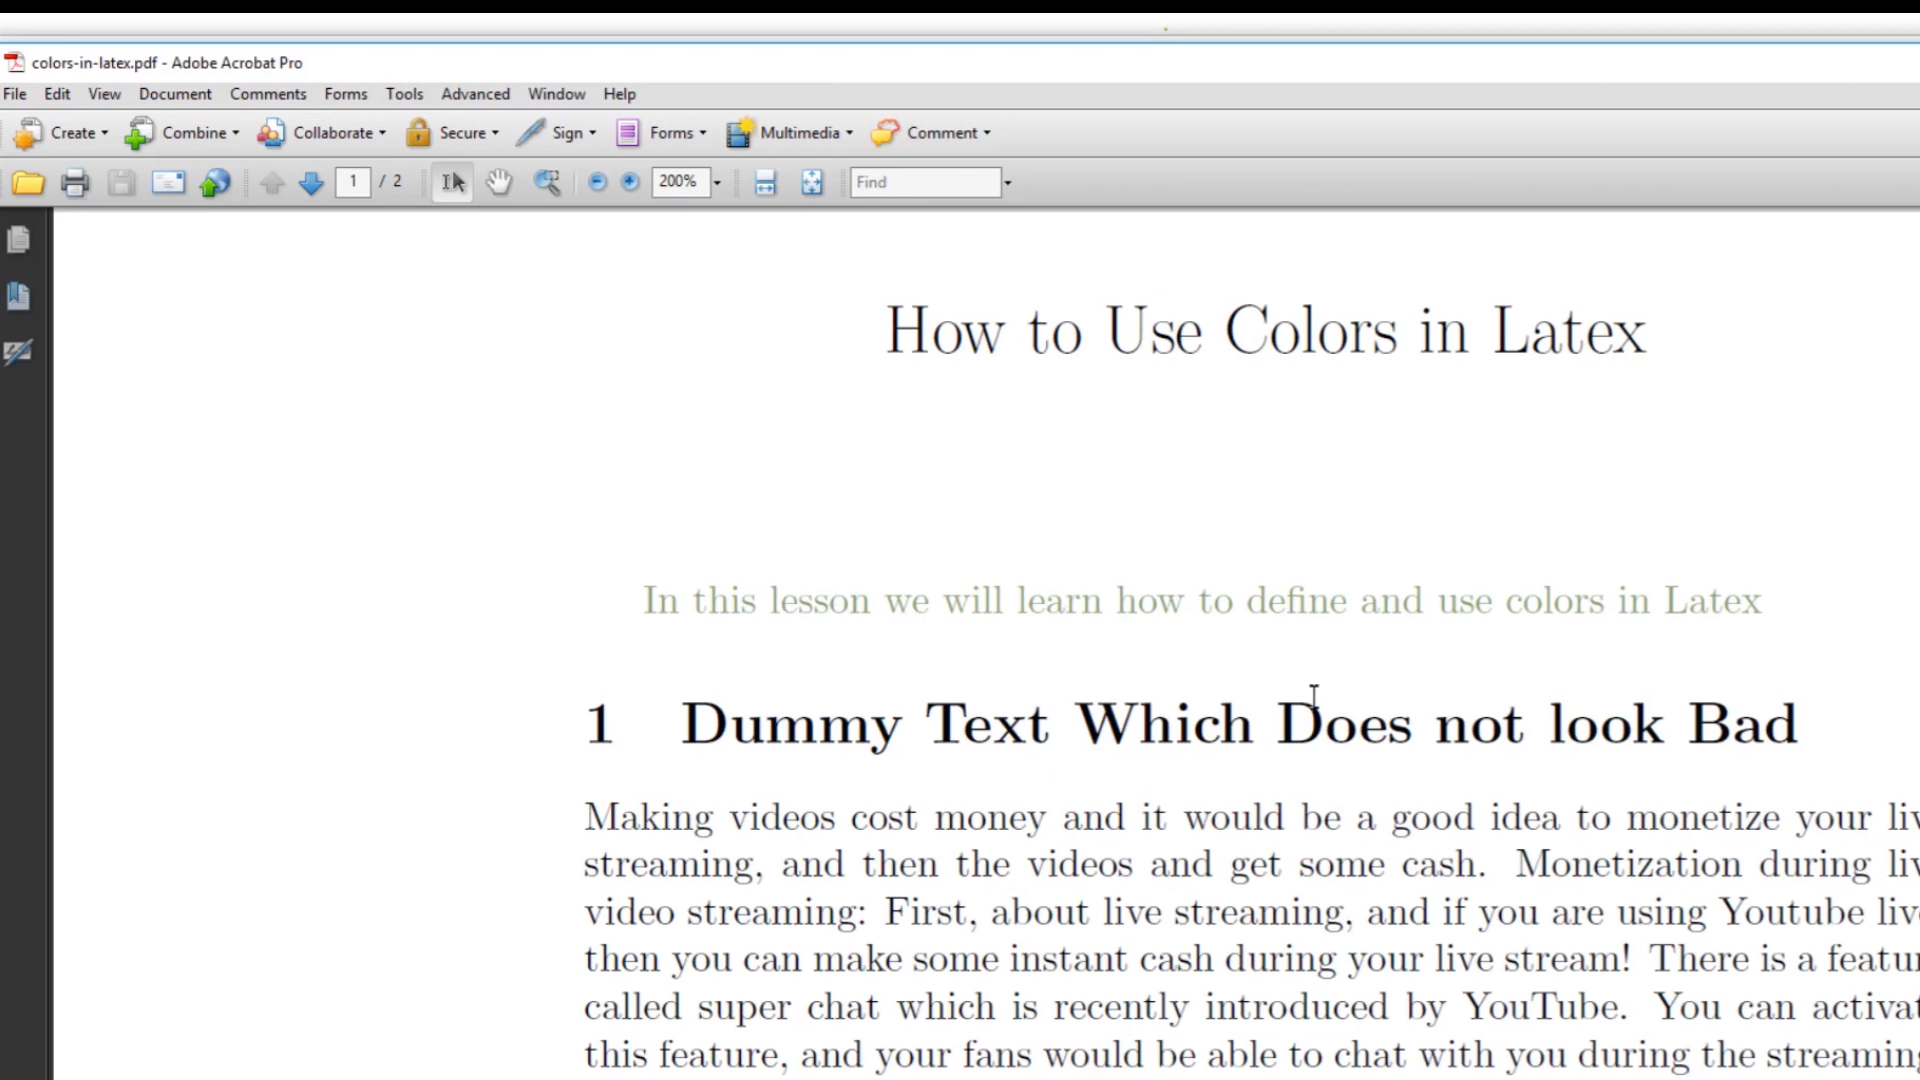 colors-in-latex.pdf - Adobe Acrobat Pro
File Edit View Document Comments Forms Tools Advanced Window Help
Create Combine Collaborate Secure Sign Forms Multimedia Comment
1 / 2 200% Find
How to Use Colors in Latex
In this lesson we will learn how to define and use colors in Latex
1 Dummy Text Which Does not look Bad
Making videos cost money and it would be a good idea to monetize your
streaming, and then the videos and get some cash. Monetization during
video streaming: First, about live streaming, and if you are using Youtube
then you can make some instant cash during your live stream! There is a
called super chat which is recently introduced by YouTube. You can
this feature, and your fans would be able to chat with you during the